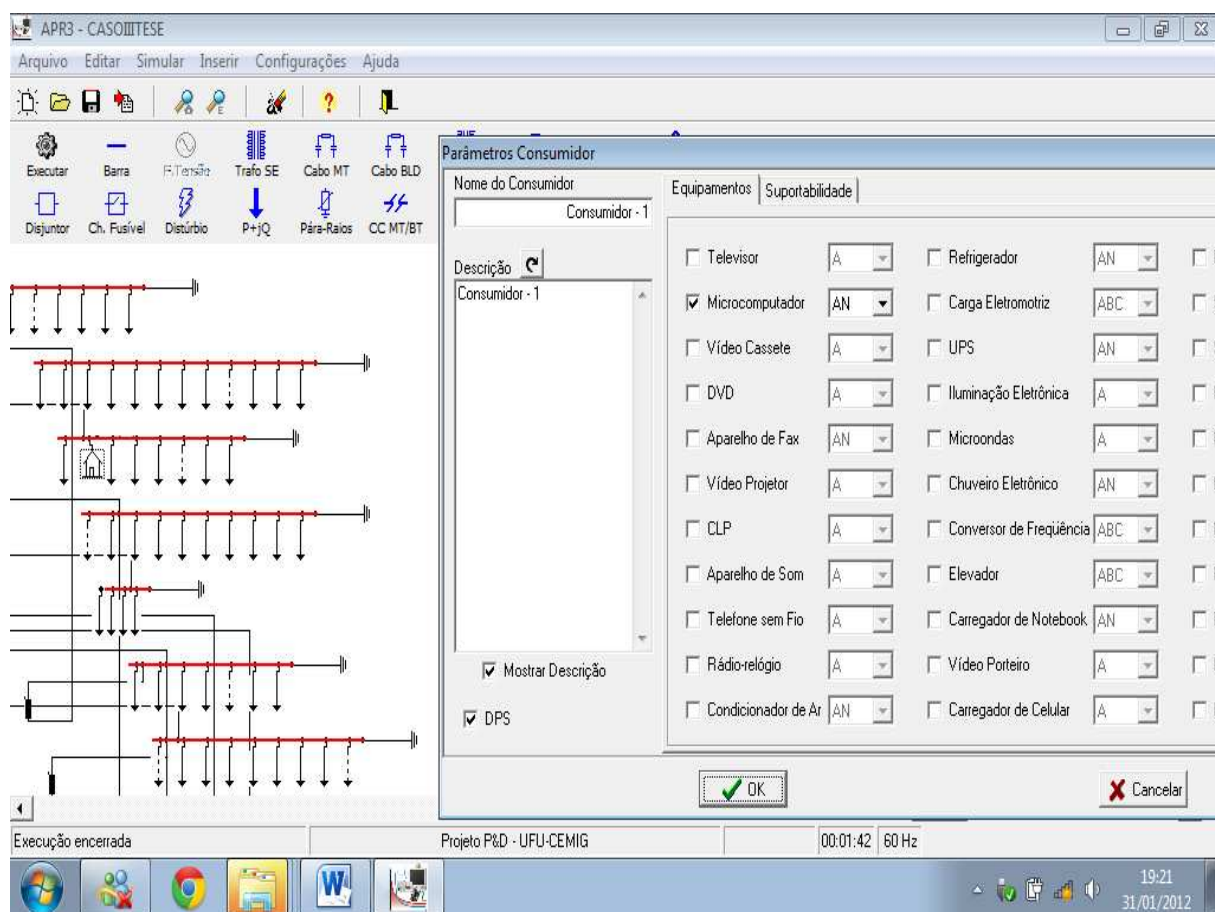 APR3 - CASOIIITESE
Arquivo Editar Simular Inserir Configurações Ajuda
Executar Barra F.Tensão Trafo SE Cabo MT Cabo BLD
Disjuntor Ch. Fusível Distúrbio P+jQ Pára-Raios CC MT/BT
Parâmetros Consumidor
Nome do Consumidor
Consumidor - 1
Descrição
Consumidor - 1
Mostrar Descrição
DPS
Equipamentos Suportabilidade
Televisor A Refrigerador AN
Microcomputador AN Carga Eletromotriz ABC
Vídeo Cassete A UPS AN
DVD A Iluminação Eletrônica A
Aparelho de Fax AN Microondas A
Vídeo Projetor A Chuveiro Eletrônico AN
CLP A Conversor de Freqüência ABC
Aparelho de Som A Elevador ABC
Telefone sem Fio A Carregador de Notebook AN
Rádio-relógio A Vídeo Porteiro A
Condicionador de Ar AN Carregador de Celular A
OK Cancelar
Execução encerrada Projeto P&D - UFU-CEMIG 00:01:42 60 Hz
19:21
31/01/2012